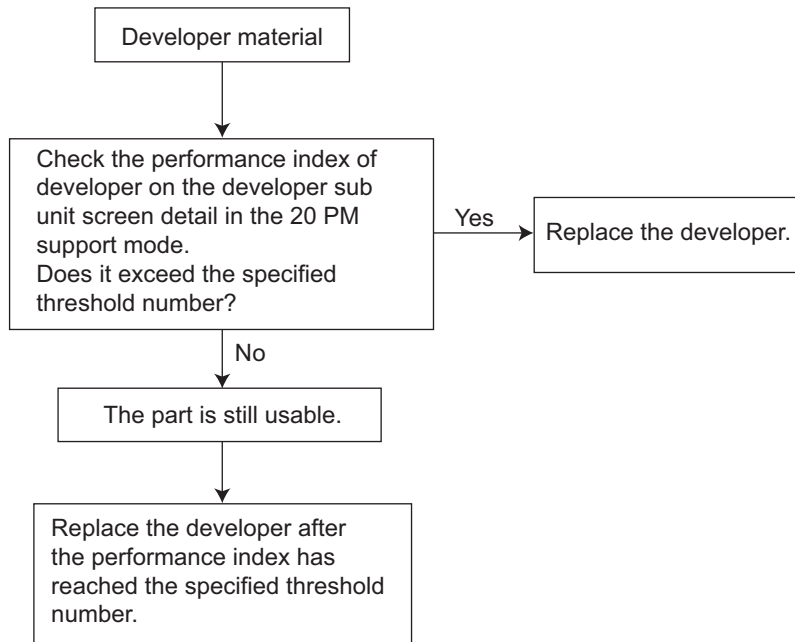 Developer material
Check the performance index of
developer on the developer sub
unit screen detail in the 20 PM
support mode.
Does it exceed the specified
threshold number?
Yes
Replace the developer.
No
The part is still usable.
Replace the developer after
the performance index has
reached the specified threshold
number.